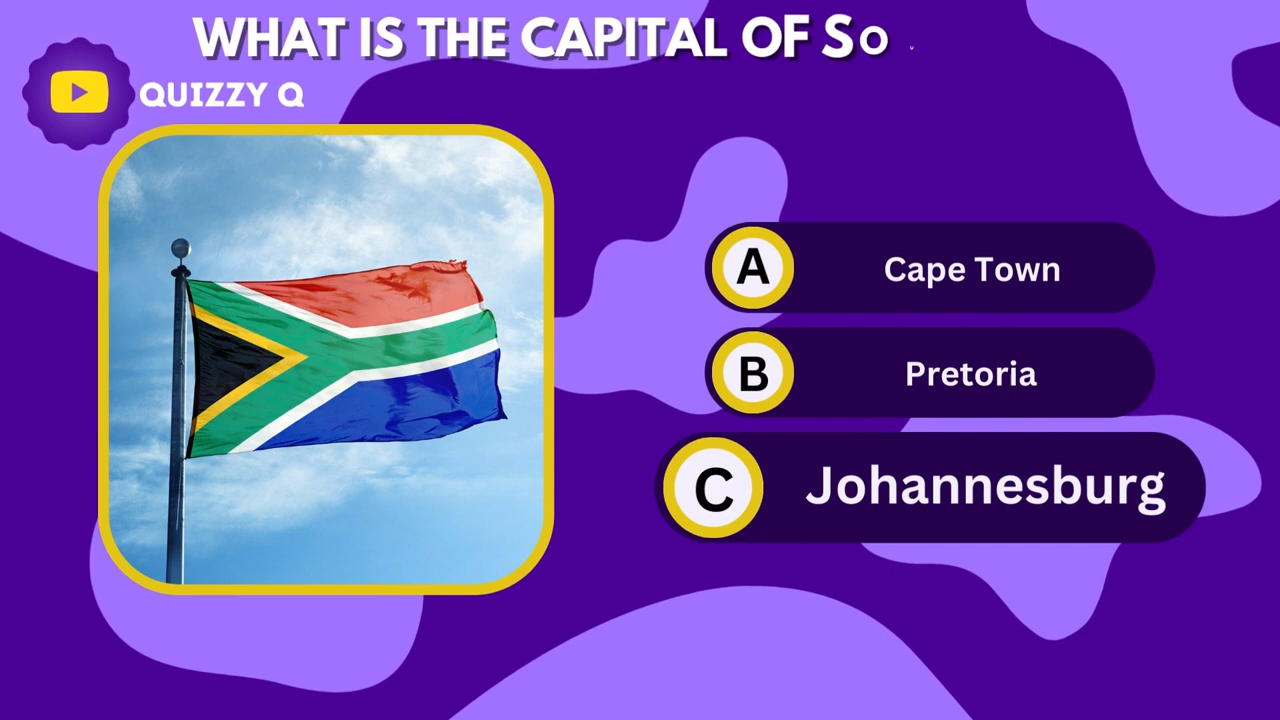 WHAT IS THE CAPITAL OF SO
QUIZZY Q
A Cape Town
B Pretoria
C Johannesburg